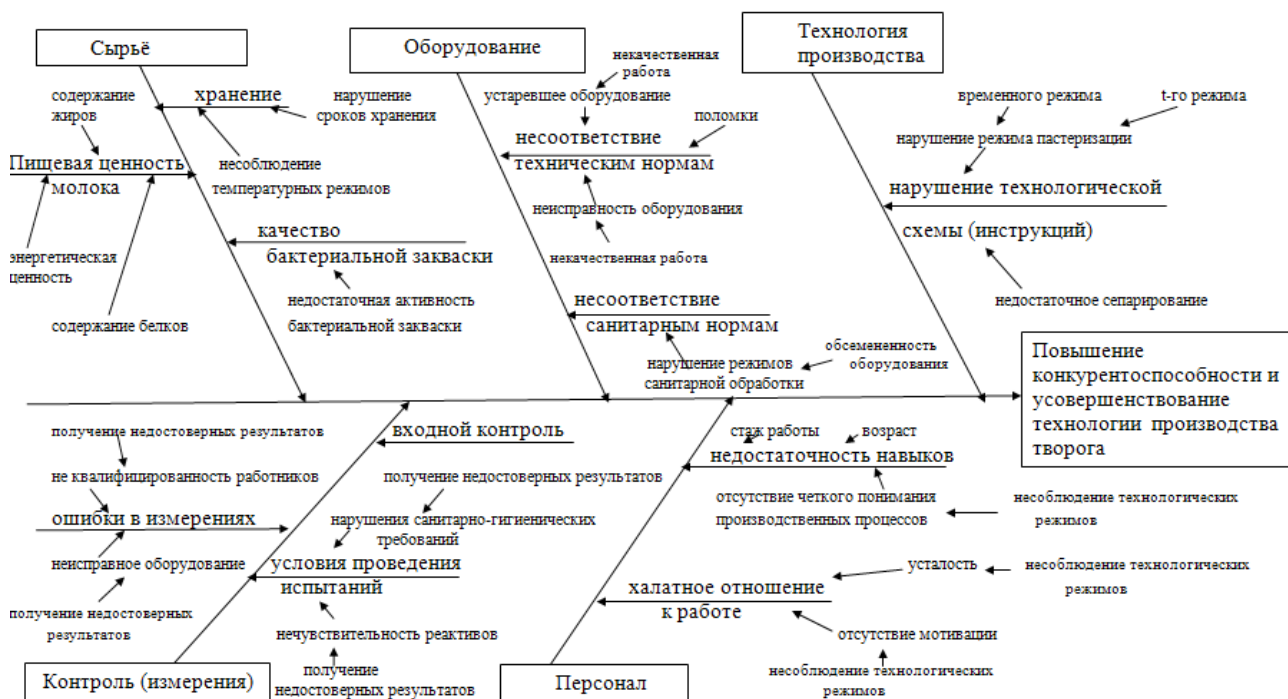 Сырьё
Оборудование
Технология
производства
содержание
жиров
хранение
нарушение
сроков хранения
Пищевая ценность
молока
несоблюдение
температурных режимов
энергетическая
ценность
содержание белков
качество
бактериальной закваски
недостаточная активность
бактериальной закваски
некачественная
работа
устаревшее оборудование
поломки
несоответствие
техническим нормам
неисправность оборудования
некачественная работа
несоответствие
санитарным нормам
нарушение режимов
санитарной обработки
обсемененность
оборудования
временного режима
t-го режима
нарушение режима пастеризации
нарушение технологической
схемы (инструкций)
недостаточное сепарирование
Повышение
конкурентоспособности и
усовершенствование
технологии производства
творога
получение недостоверных результатов
не квалифицированность работников
ошибки в измерениях
неисправное оборудование
получение недостоверных
результатов
входной контроль
получение недостоверных результатов
нарушения санитарно-гигиенических
требований
условия проведения
испытаний
нечувствительность реактивов
получение
недостоверных результатов
стаж работы
возраст
недостаточность навыков
отсутствие четкого понимания
производственных процессов
несоблюдение технологических
режимов
усталость
несоблюдение технологических
режимов
халатное отношение
к работе
отсутствие мотивации
несоблюдение технологических
режимов
Контроль (измерения)
Персонал